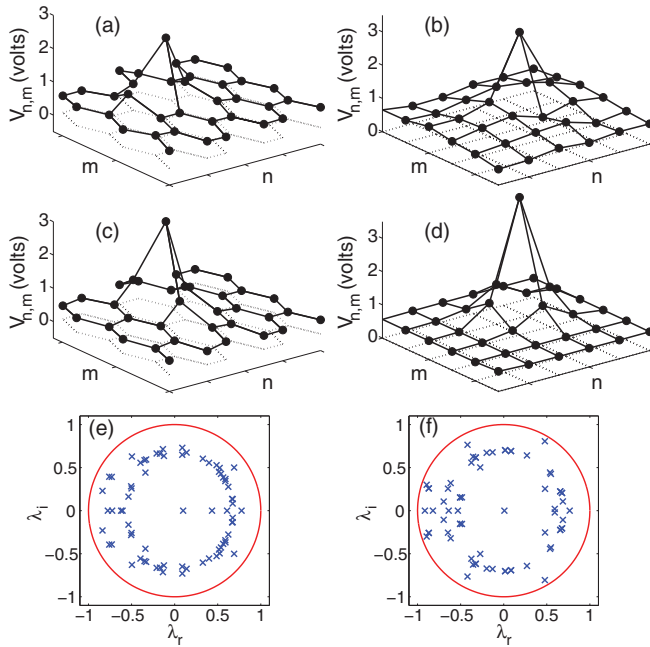 (a)
(b)
V_{n,m} (volts)
3
2
1
0
m
n
V_{n,m} (volts)
3
2
1
0
m
n
(c)
(d)
V_{n,m} (volts)
3
2
1
0
m
n
V_{n,m} (volts)
3
2
1
0
m
n
(e)
(f)
λ_i
1
0.5
0
−0.5
−1
−1 −0.5 0 0.5 1
λ_r
λ_i
1
0.5
0
−0.5
−1
−1 −0.5 0 0.5 1
λ_r